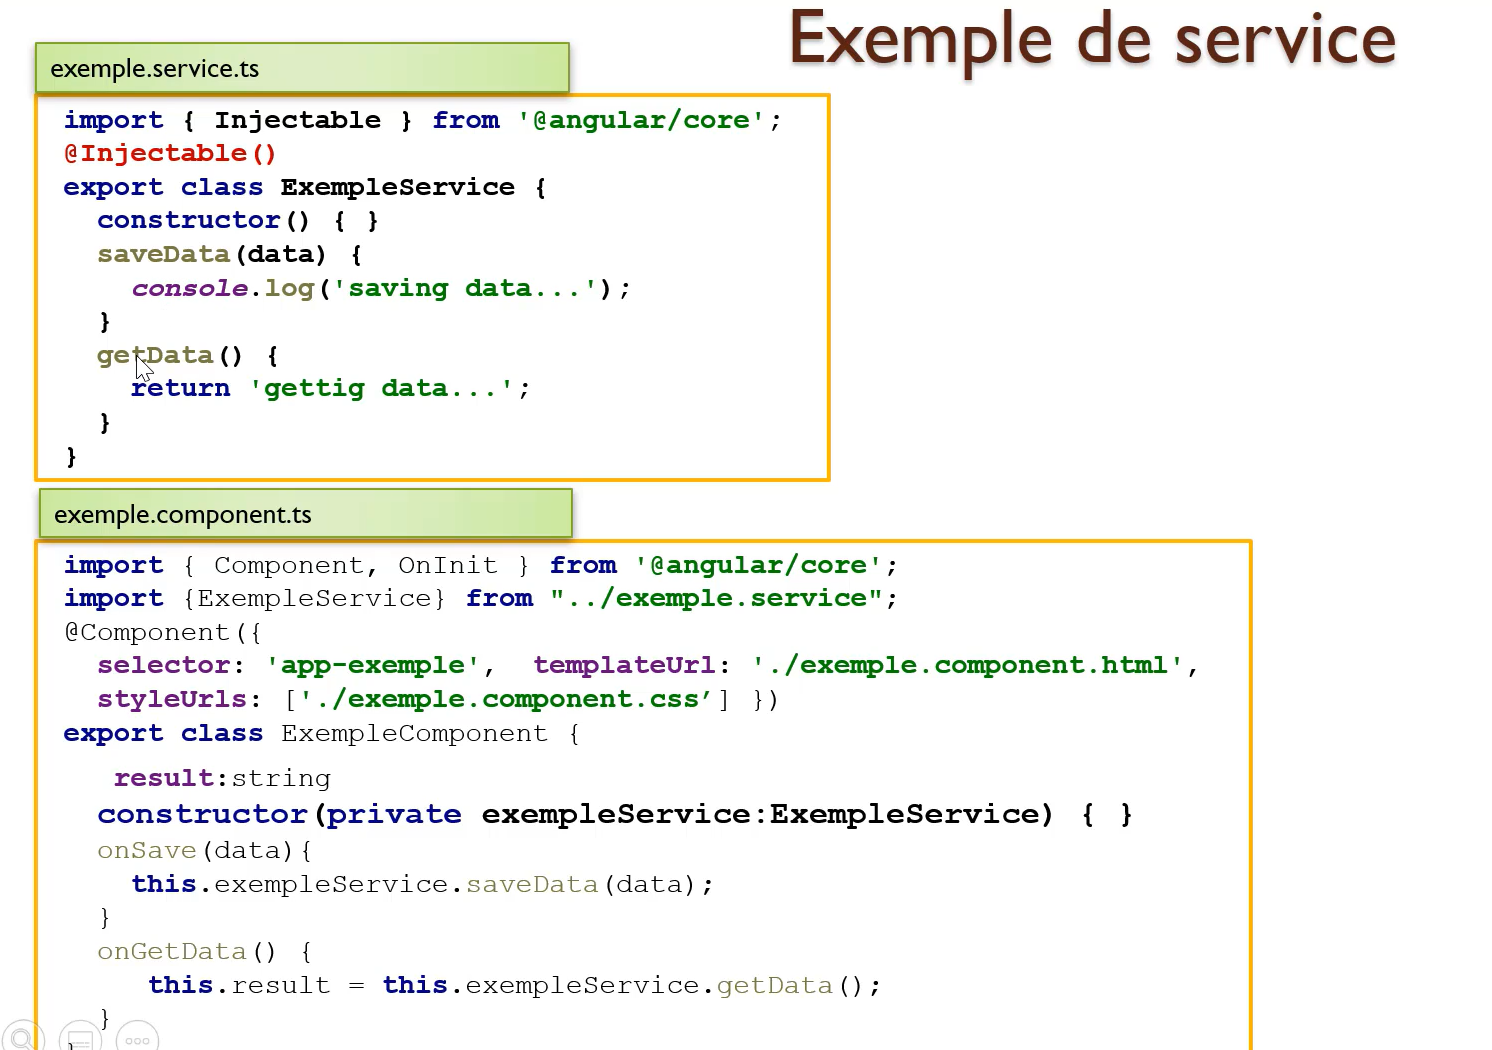 Exemple de service
exemple.service.ts
import { Injectable } from '@angular/core';
@Injectable()
export class ExempleService {
constructor() { }
saveData(data) {
console.log('saving data...');
}
getData() {
return 'gettig data...';
}
}
exemple.component.ts
import { Component, OnInit } from '@angular/core';
import {ExempleService} from "../exemple.service";
@Component({
selector: 'app-exemple', templateUrl: './exemple.component.html',
styleUrls: ['./exemple.component.css’] })
export class ExempleComponent {
result:string
constructor(private exempleService:ExempleService) { }
onSave(data){
this.exempleService.saveData(data);
}
onGetData() {
this.result = this.exempleService.getData();
}
}